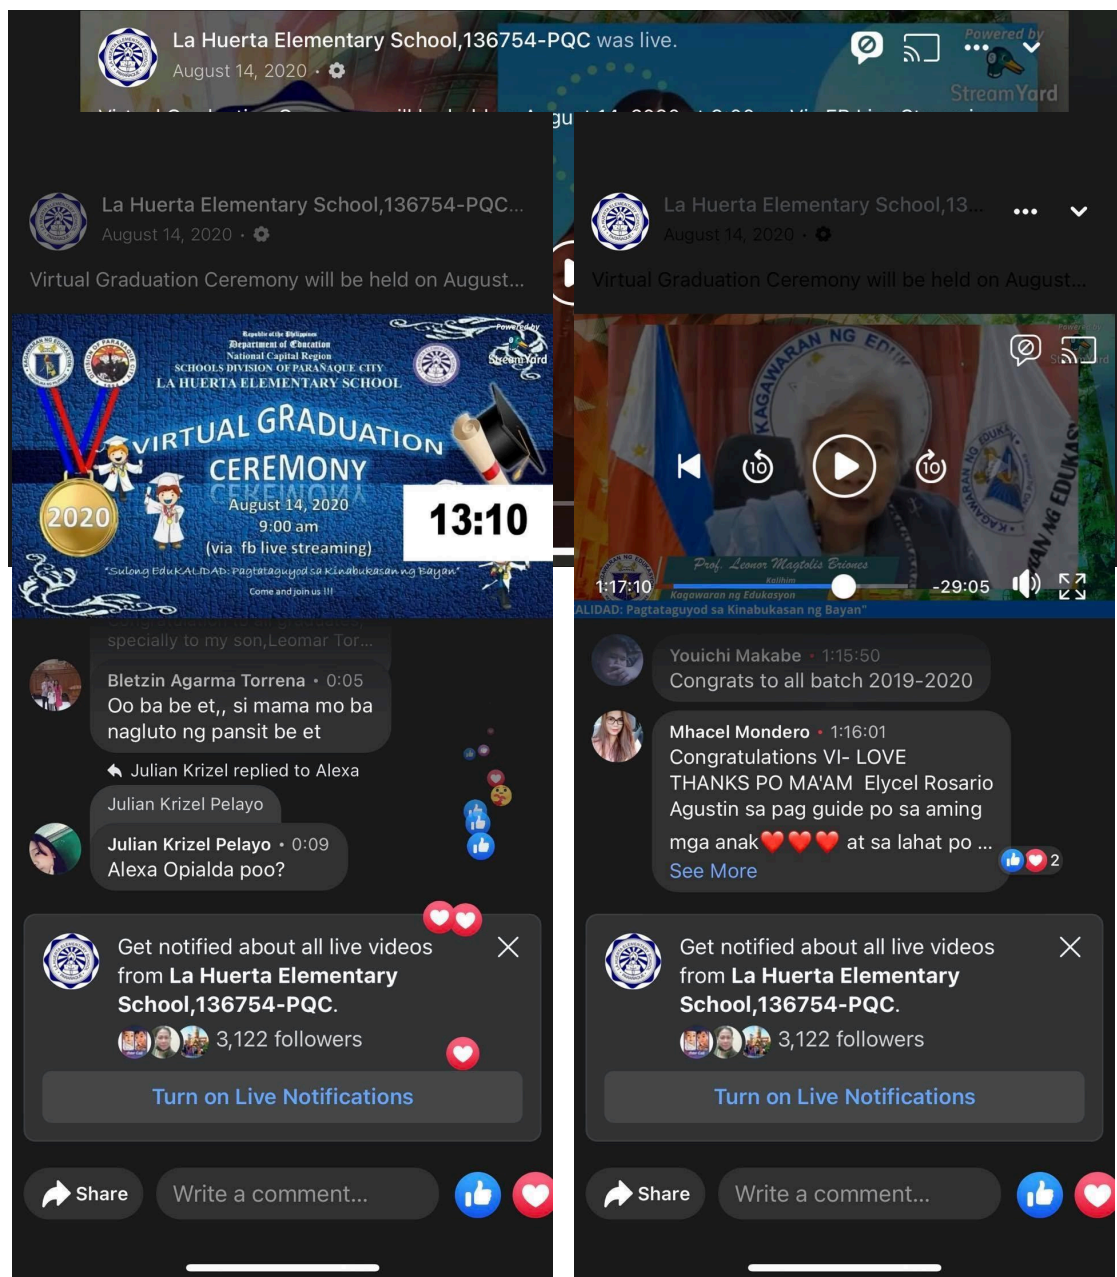 La Huerta Elementary School,136754-PQC was live.
August 14, 2020 ·
Powered by
StreamYard
La Huerta Elementary School,136754-PQC...
August 14, 2020 ·
Virtual Graduation Ceremony will be held on August...
Republic of the Philippines
Department of Education
National Capital Region
SCHOOLS DIVISION OF PARAÑAQUE CITY
LA HUERTA ELEMENTARY SCHOOL
Powered by
StreamYard
VIRTUAL GRADUATION
CEREMONY
August 14, 2020
9:00 am
(via fb live streaming)
2020
13:10
"Sulong EduKALIDAD: Pagtataguyod sa Kinabukasan ng Bayan"
Come and join us !!!
specially to my son,Leomar Tor...
Bletzin Agarma Torrena • 0:05
Oo ba be et,, si mama mo ba
nagluto ng pansit be et
Julian Krizel replied to Alexa
Julian Krizel Pelayo
Julian Krizel Pelayo • 0:09
Alexa Opialda poo?
Get notified about all live videos
from La Huerta Elementary
School,136754-PQC.
3,122 followers
Turn on Live Notifications
Share
Write a comment...
La Huerta Elementary School,13...
August 14, 2020 ·
Virtual Graduation Ceremony will be held on August...
KAGAWARAN NG EDUK
10
10
Prof. Leonor Magtolis Briones
Kalihim
Kagawaran ng Edukasyon
1:17:10
-29:05
ALIDAD: Pagtataguyod sa Kinabukasan ng Bayan"
Youichi Makabe • 1:15:50
Congrats to all batch 2019-2020
Mhacel Mondero • 1:16:01
Congratulations VI- LOVE
THANKS PO MA'AM Elycel Rosario
Agustin sa pag guide po sa aming
mga anak❤️❤️❤️ at sa lahat po ...
See More
2
Get notified about all live videos
from La Huerta Elementary
School,136754-PQC.
3,122 followers
Turn on Live Notifications
Share
Write a comment...